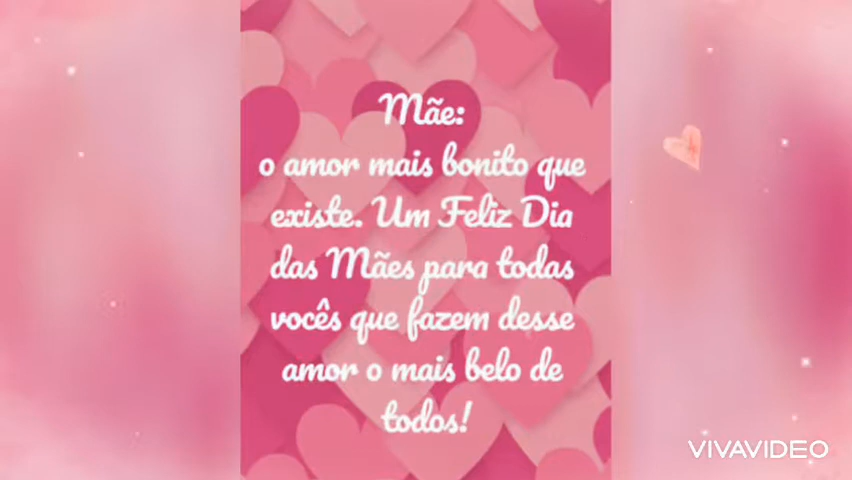 Mãe:
o amor mais bonito que
existe. Um Feliz Dia
das Mães para todas
vocês que fazem desse
amor o mais belo de
todos!
VIVAVIDEO